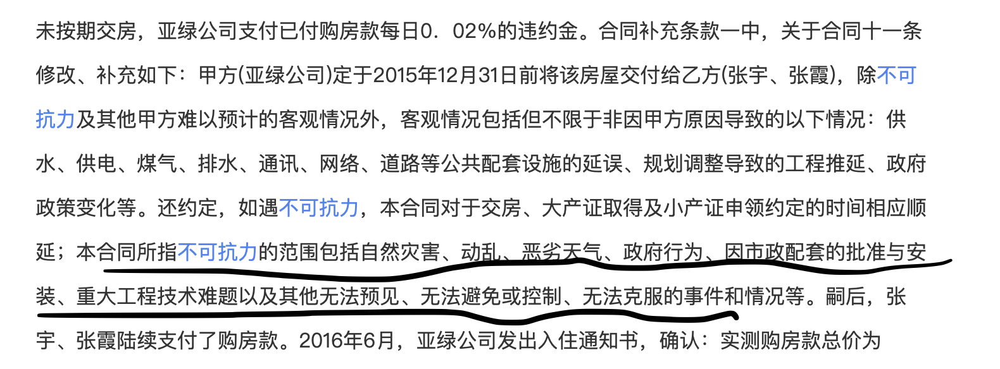 未按期交房，亚绿公司支付已付购房款每日0．02%的违约金。合同补充条款一中，关于合同十一条
修改、补充如下：甲方(亚绿公司)定于2015年12月31日前将该房屋交付给乙方(张宇、张霞)，除不可
抗力及其他甲方难以预计的客观情况外，客观情况包括但不限于非因甲方原因导致的以下情况：供
水、供电、煤气、排水、通讯、网络、道路等公共配套设施的延误、规划调整导致的工程推延、政府
政策变化等。还约定，如遇不可抗力，本合同对于交房、大产证取得及小产证申领约定的时间相应顺
延；本合同所指不可抗力的范围包括自然灾害、动乱、恶劣天气、政府行为、因市政配套的批准与安
装、重大工程技术难题以及其他无法预见、无法避免或控制、无法克服的事件和情况等。嗣后，张
宇、张霞陆续支付了购房款。2016年6月，亚绿公司发出入住通知书，确认：实测购房款总价为